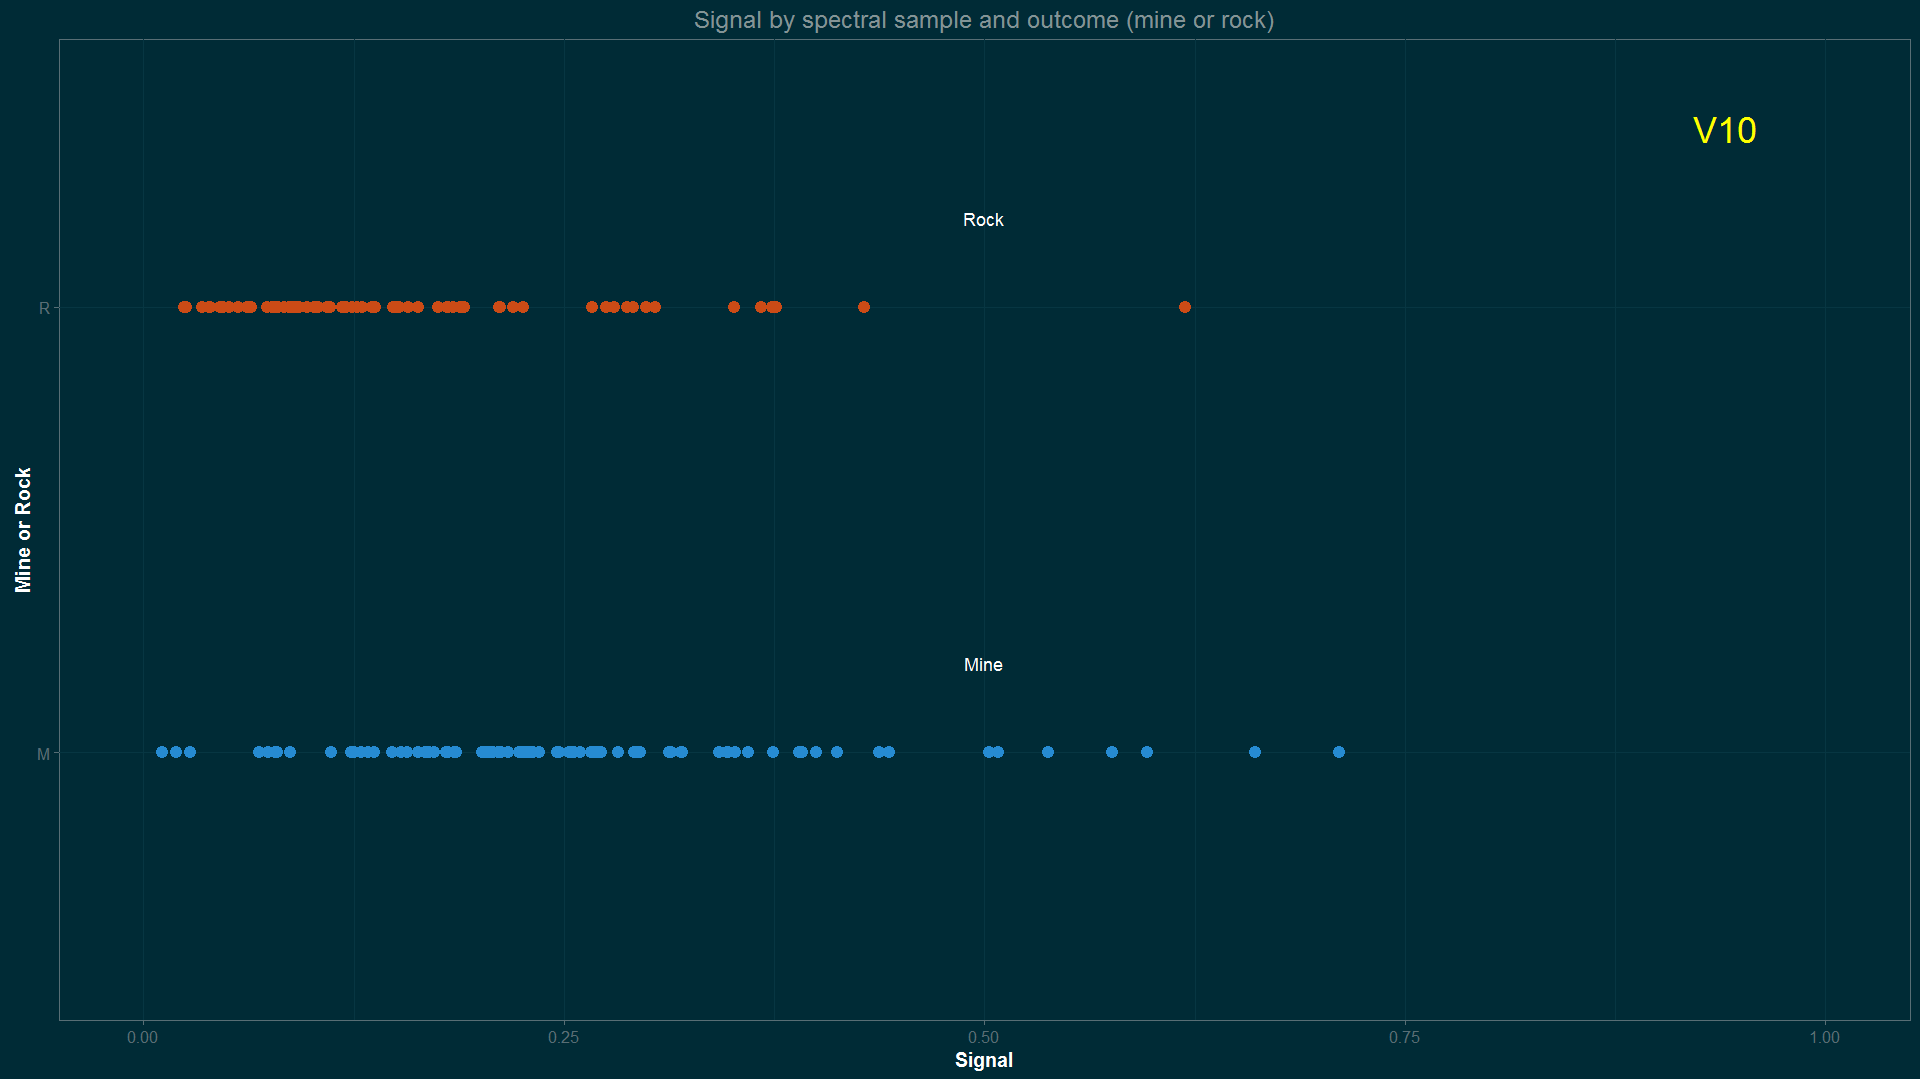 Signal by spectral sample and outcome (mine or rock)
V10
Rock
R
Mine or Rock
Mine
M
0.00 0.25 0.50 0.75 1.00
Signal